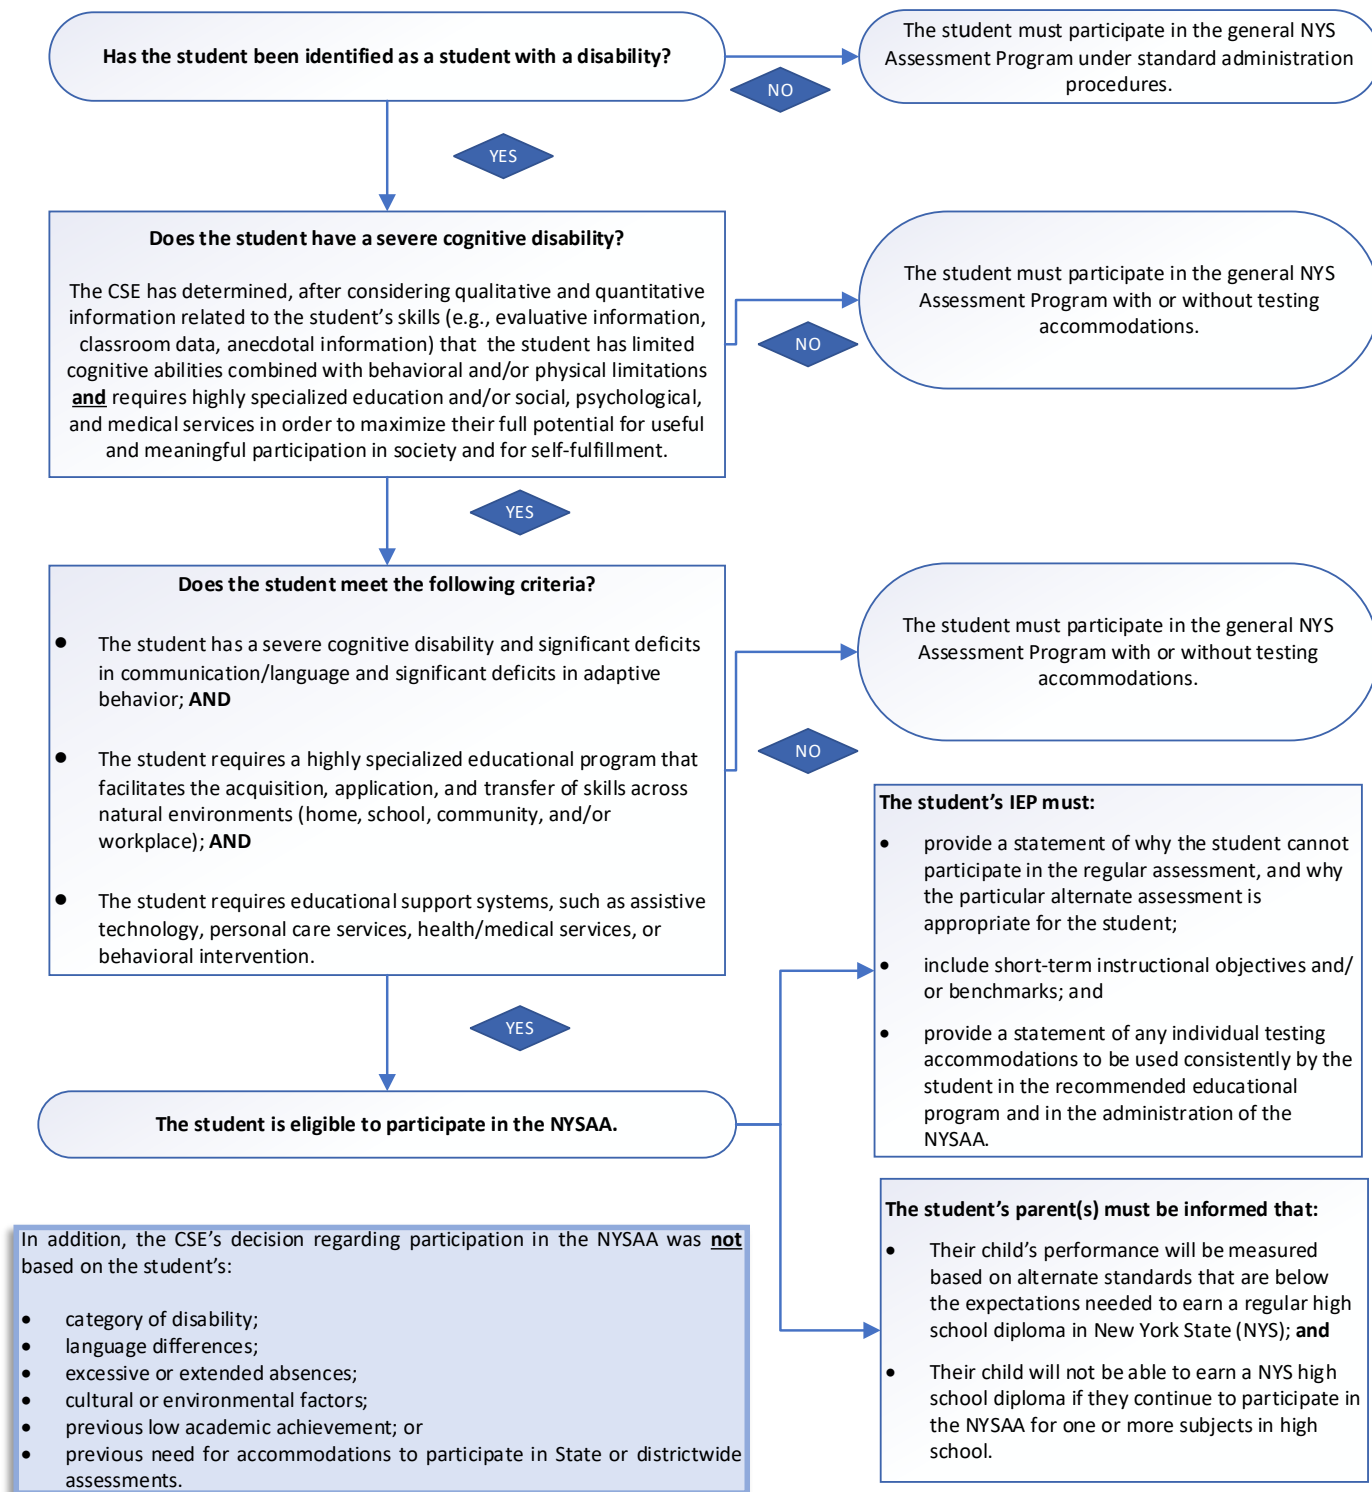 Has the student been identified as a student with a disability?
NO
The student must participate in the general NYS
Assessment Program under standard administration
procedures.
YES
Does the student have a severe cognitive disability?
The CSE has determined, after considering qualitative and quantitative
information related to the student’s skills (e.g., evaluative information,
classroom data, anecdotal information) that the student has limited
cognitive abilities combined with behavioral and/or physical limitations
and requires highly specialized education and/or social, psychological,
and medical services in order to maximize their full potential for useful
and meaningful participation in society and for self-fulfillment.
NO
The student must participate in the general NYS
Assessment Program with or without testing
accommodations.
YES
Does the student meet the following criteria?
• The student has a severe cognitive disability and significant deficits
in communication/language and significant deficits in adaptive
behavior; AND
• The student requires a highly specialized educational program that
facilitates the acquisition, application, and transfer of skills across
natural environments (home, school, community, and/or
workplace); AND
• The student requires educational support systems, such as assistive
technology, personal care services, health/medical services, or
behavioral intervention.
NO
The student must participate in the general NYS
Assessment Program with or without testing
accommodations.
YES
The student is eligible to participate in the NYSAA.
The student’s IEP must:
• provide a statement of why the student cannot
participate in the regular assessment, and why
the particular alternate assessment is
appropriate for the student;
• include short-term instructional objectives and/
or benchmarks; and
• provide a statement of any individual testing
accommodations to be used consistently by the
student in the recommended educational
program and in the administration of the
NYSAA.
The student’s parent(s) must be informed that:
• Their child’s performance will be measured
based on alternate standards that are below
the expectations needed to earn a regular high
school diploma in New York State (NYS); and
• Their child will not be able to earn a NYS high
school diploma if they continue to participate in
the NYSAA for one or more subjects in high
school.
In addition, the CSE’s decision regarding participation in the NYSAA was not
based on the student’s:
• category of disability;
• language differences;
• excessive or extended absences;
• cultural or environmental factors;
• previous low academic achievement; or
• previous need for accommodations to participate in State or districtwide
assessments.